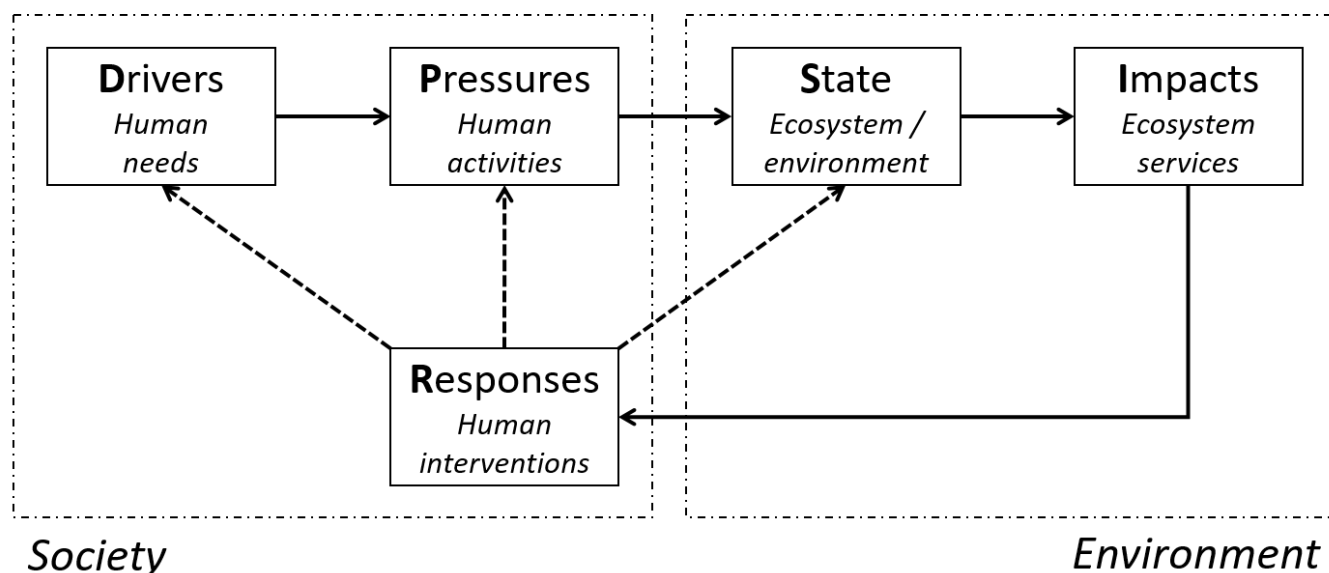 Drivers
Human
needs
Pressures
Human
activities
State
Ecosystem /
environment
Impacts
Ecosystem
services
Responses
Human
interventions
Society
Environment